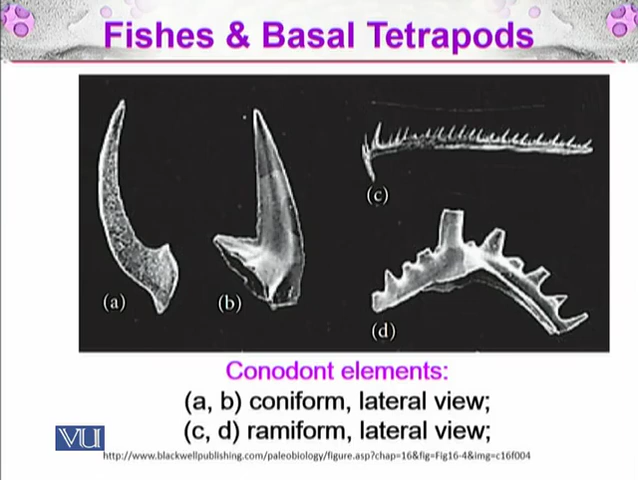 Fishes & Basal Tetrapods
(a)
(b)
(c)
(d)
Conodont elements:
(a, b) coniform, lateral view;
(c, d) ramiform, lateral view;
VU
http://www.blackwellpublishing.com/paleobiology/figure.asp?chap=16&fig=Fig16-4&img=c16f004